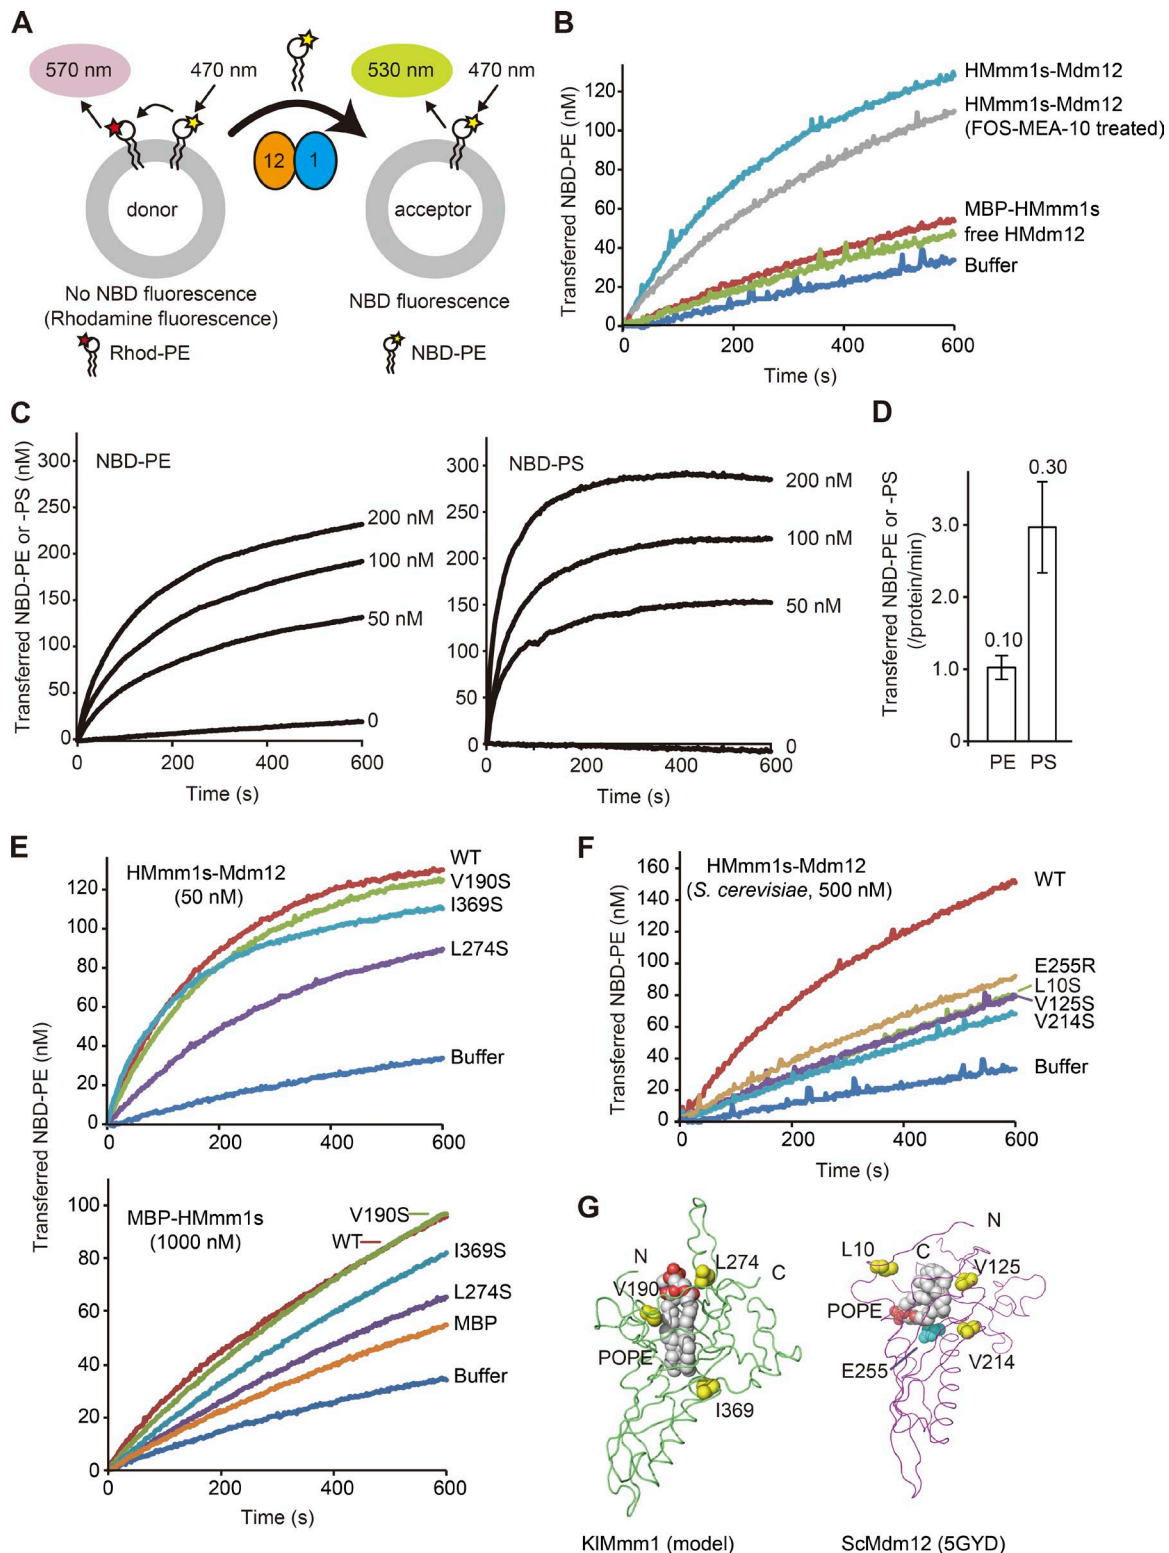 A
570 nm
470 nm
530 nm
470 nm
12
1
donor
acceptor
No NBD fluorescence
(Rhodamine fluorescence)
NBD fluorescence
Rhod-PE
NBD-PE
B
Transferred NBD-PE (nM)
120
100
80
60
40
20
0
0
200
400
600
Time (s)
HMmm1s-Mdm12
HMmm1s-Mdm12
(FOS-MEA-10 treated)
MBP-HMmm1s
free HMdm12
Buffer
C
Transferred NBD-PE or -PS (nM)
NBD-PE
300
250
200
150
100
50
0
200 nM
100 nM
50 nM
0
0
200
400
600
Time (s)
NBD-PS
300
250
200
150
100
50
0
200 nM
100 nM
50 nM
0
0
200
400
600
Time (s)
D
Transferred NBD-PE or -PS
(/protein/min)
3.0
2.0
1.0
0
0.10
0.30
PE
PS
E
Transferred NBD-PE (nM)
HMmm1s-Mdm12
(50 nM)
120
100
80
60
40
20
0
WT
V190S
I369S
L274S
Buffer
0
200
400
600
MBP-HMmm1s
(1000 nM)
100
80
60
40
20
0
V190S
WT
I369S
L274S
MBP
Buffer
0
200
400
600
Time (s)
F
Transferred NBD-PE (nM)
HMmm1s-Mdm12
(S. cerevisiae, 500 nM)
160
140
120
100
80
60
40
20
0
WT
E255R
L10S
V125S
V214S
Buffer
0
200
400
600
Time (s)
G
N
L274
C
V190
POPE
I369
KlMmm1 (model)
N
L10
C
V125
POPE
E255
V214
ScMdm12 (5GYD)